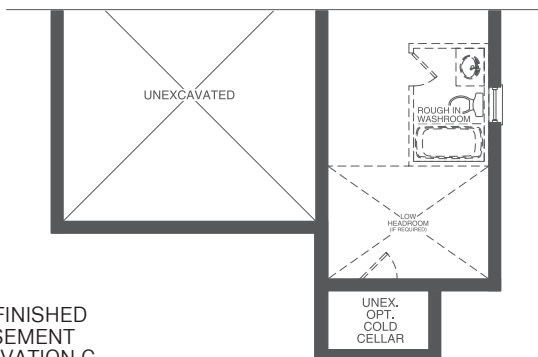 UNEXCAVATED
ROUGH IN
WASHROOM
LOW
HEADROOM
(IF REQUIRED)
UNEX.
OPT.
COLD
CELLAR
FINISHED
SEMENT
VATION C